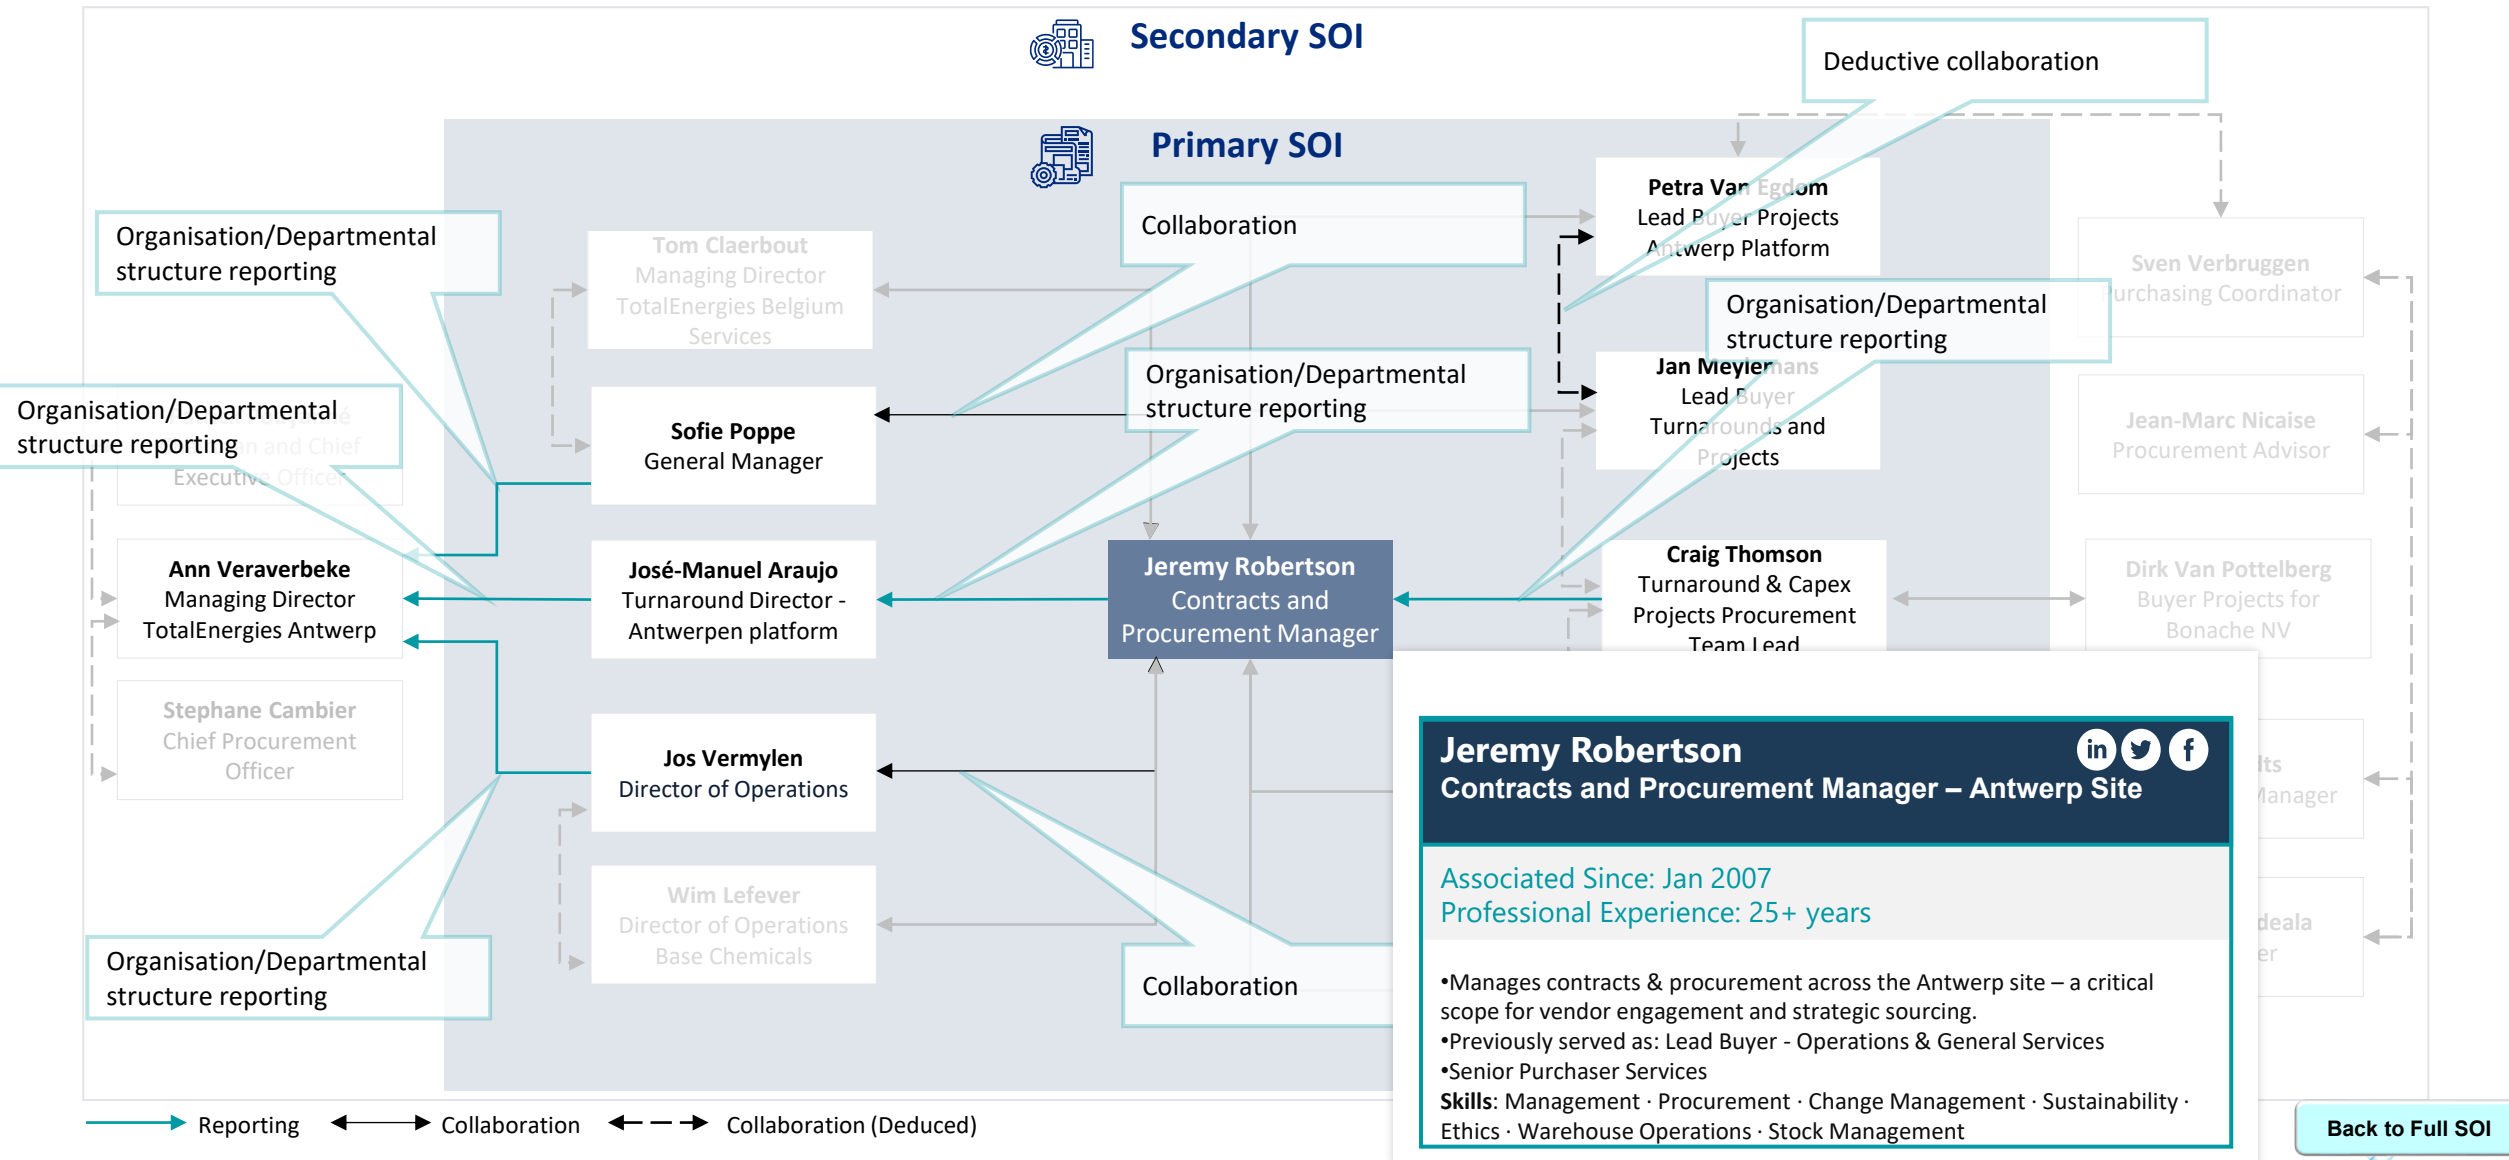 Secondary SOI
Deductive collaboration
Primary SOI
Petra Van Egdom
Lead Buyer Projects
Antwerp Platform
Collaboration
Organisation/Departmental
structure reporting
Tom Claerbout
Managing Director
TotalEnergies Belgium
Services
Sven Verbruggen
Purchasing Coordinator
Organisation/Departmental
structure reporting
Organisation/Departmental
structure reporting
Jan Meylemans
Lead Buyer
Turnarounds and
Projects
Organisation/Departmental
structure reporting
and Chief
Executive Officer
Sofie Poppe
General Manager
Jean-Marc Nicaise
Procurement Advisor
Ann Veraverbeke
Managing Director
TotalEnergies Antwerp
José-Manuel Araujo
Turnaround Director -
Antwerpen platform
Jeremy Robertson
Contracts and
Procurement Manager
Craig Thomson
Turnaround & Capex
Projects Procurement
Team Lead
Dirk Van Pottelberg
Buyer Projects for
Bonache NV
Stephane Cambier
Chief Procurement
Officer
Jos Vermylen
Director of Operations
Wim Lefever
Director of Operations
Base Chemicals
Organisation/Departmental
structure reporting
Collaboration
Jeremy Robertson
Contracts and Procurement Manager – Antwerp Site
Associated Since: Jan 2007
Professional Experience: 25+ years
•Manages contracts & procurement across the Antwerp site – a critical
scope for vendor engagement and strategic sourcing.
•Previously served as: Lead Buyer - Operations & General Services
•Senior Purchaser Services
Skills: Management · Procurement · Change Management · Sustainability ·
Ethics · Warehouse Operations · Stock Management
Manager
Reporting
Collaboration
Collaboration (Deduced)
Back to Full SOI